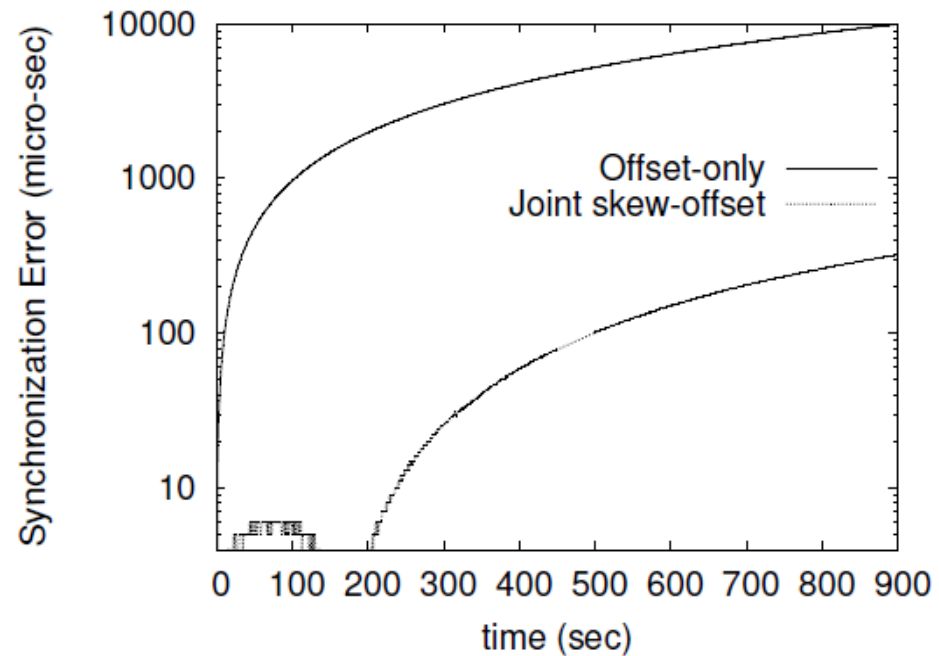 Synchronization Error (micro-sec)
10000
1000
100
10
Offset-only
Joint skew-offset
0 100 200 300 400 500 600 700 800 900
time (sec)